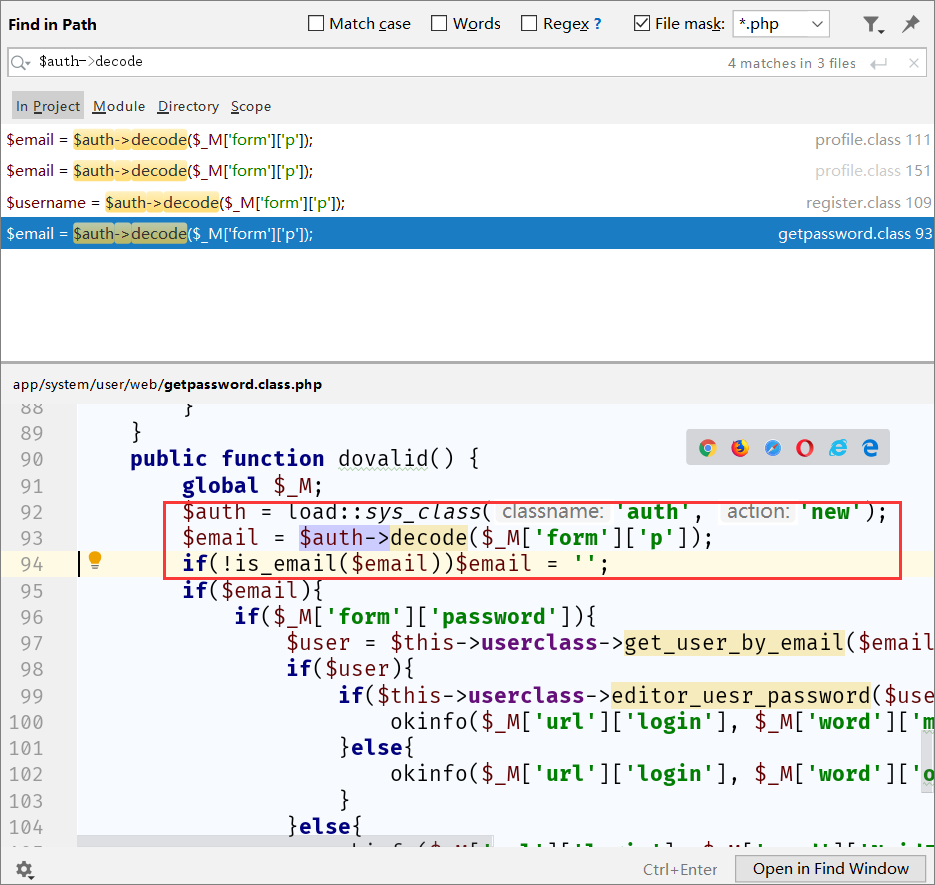 Find in Path
Match case Words Regex ? File mask: *.php
$auth->decode 4 matches in 3 files
In Project Module Directory Scope
$email = $auth->decode($_M['form']['p']); profile.class 111
$email = $auth->decode($_M['form']['p']); profile.class 151
$username = $auth->decode($_M['form']['p']); register.class 109
$email = $auth->decode($_M['form']['p']); getpassword.class 93
app/system/user/web/getpassword.class.php
88 }
89 }
90 public function dovalid() {
91 global $_M;
92 $auth = load::sys_class( classname: 'auth', action: 'new');
93 $email = $auth->decode($_M['form']['p']);
94 if(!is_email($email))$email = '';
95 if($email){
96 if($_M['form']['password']){
97 $user = $this->userclass->get_user_by_email($email
98 if($user){
99 if($this->userclass->editor_uesr_password($use
100 okinfo($_M['url']['login'], $_M['word']['m
101 }else{
102 okinfo($_M['url']['login'], $_M['word']['o
103 }
104 }else{
Ctrl+Enter Open in Find Window